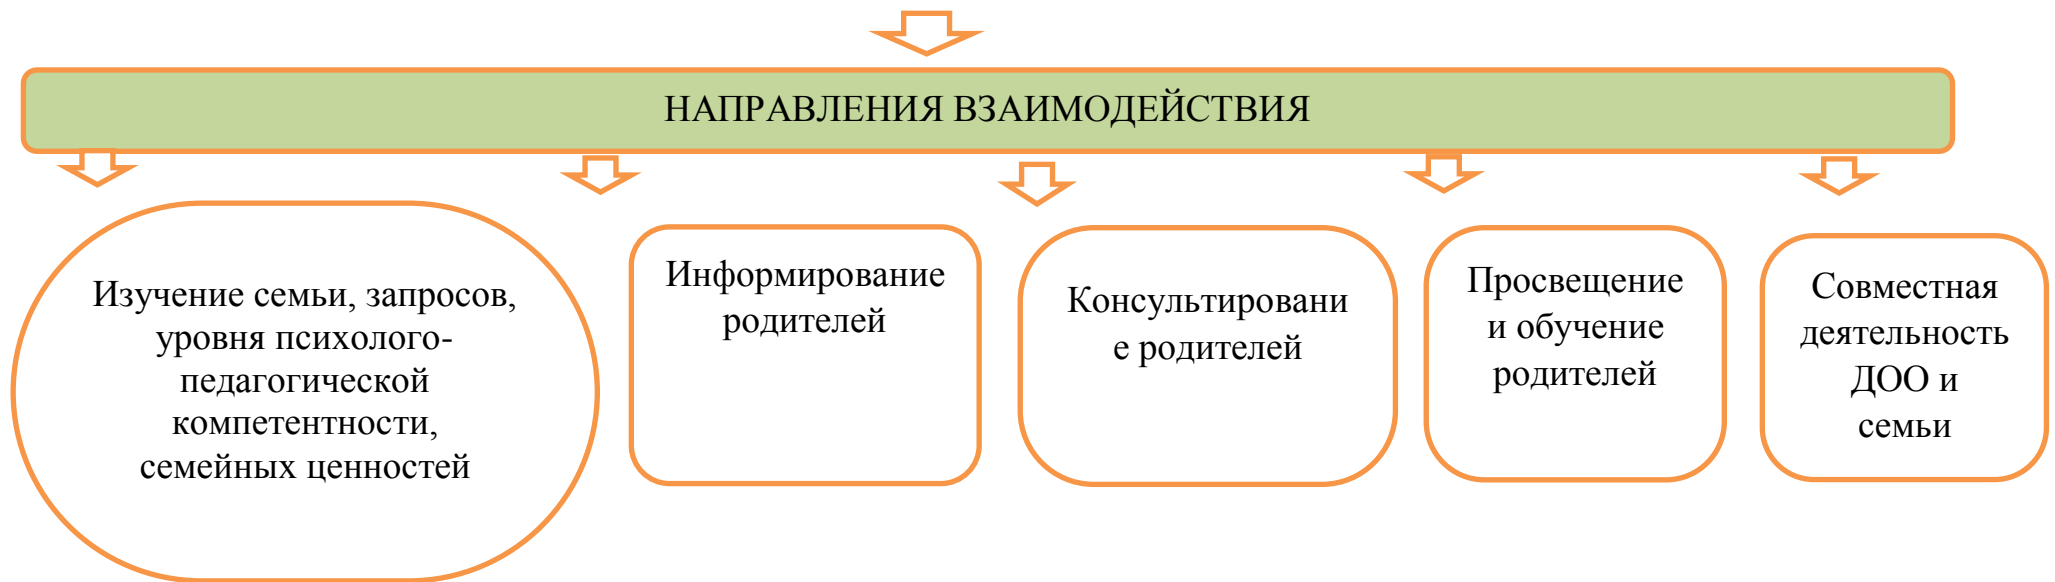 НАПРАВЛЕНИЯ ВЗАИМОДЕЙСТВИЯ
Изучение семьи, запросов,
уровня психолого-
педагогической
компетентности,
семейных ценностей
Информирование
родителей
Консультировани
е родителей
Просвещение
и обучение
родителей
Совместная
деятельность
ДОО и
семьи